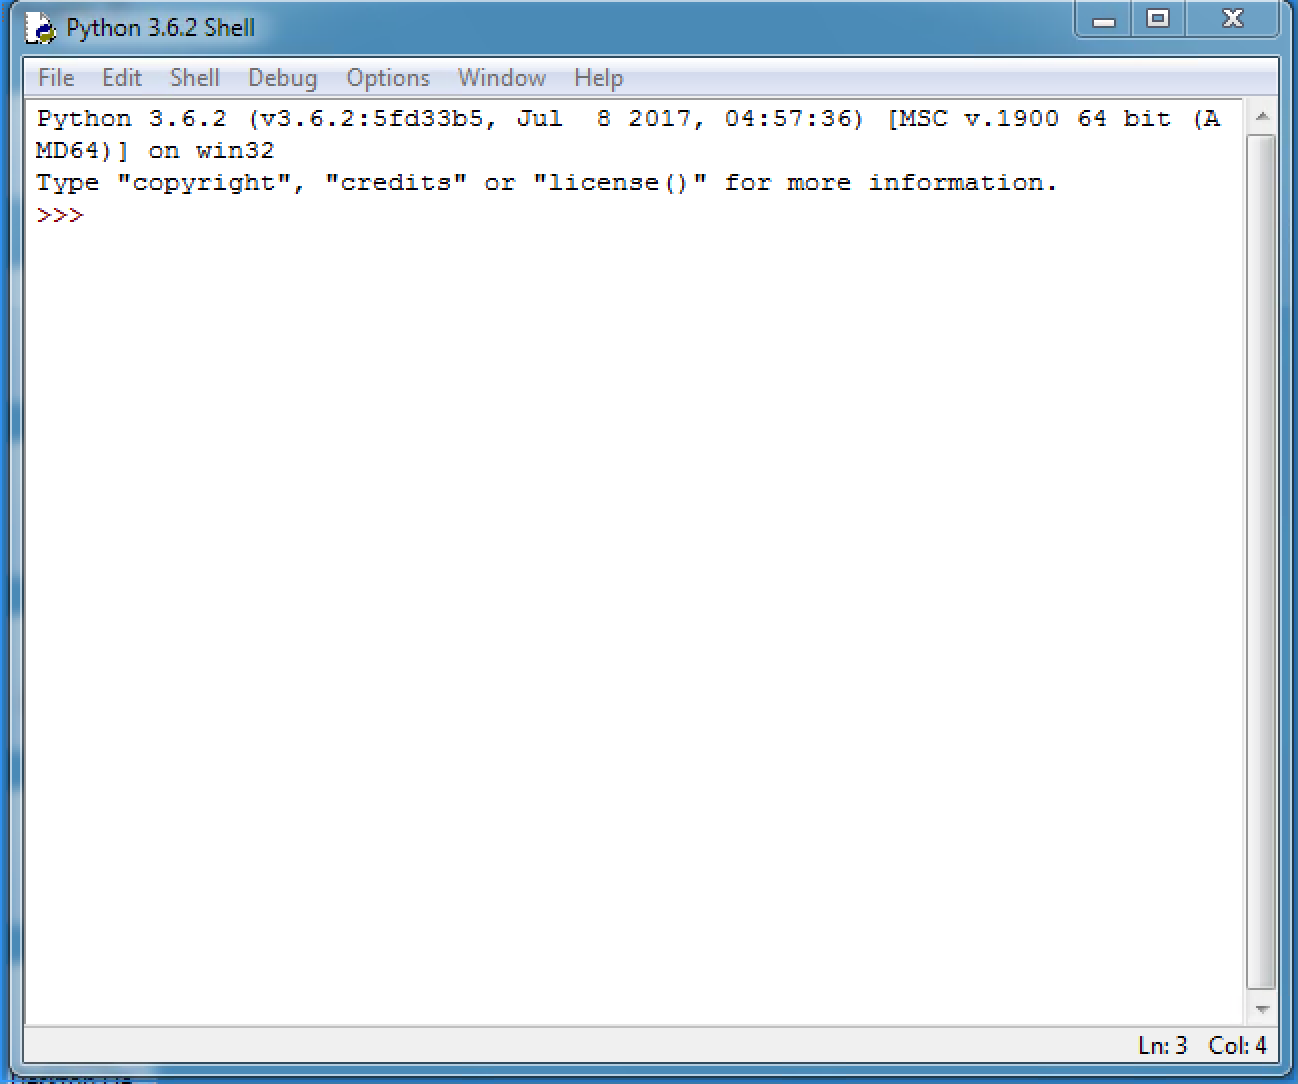 Python 3.6.2 Shell
File Edit Shell Debug Options Window Help
Python 3.6.2 (v3.6.2:5fd33b5, Jul  8 2017, 04:57:36) [MSC v.1900 64 bit (A
MD64)] on win32
Type "copyright", "credits" or "license()" for more information.
>>>
Ln: 3 Col: 4